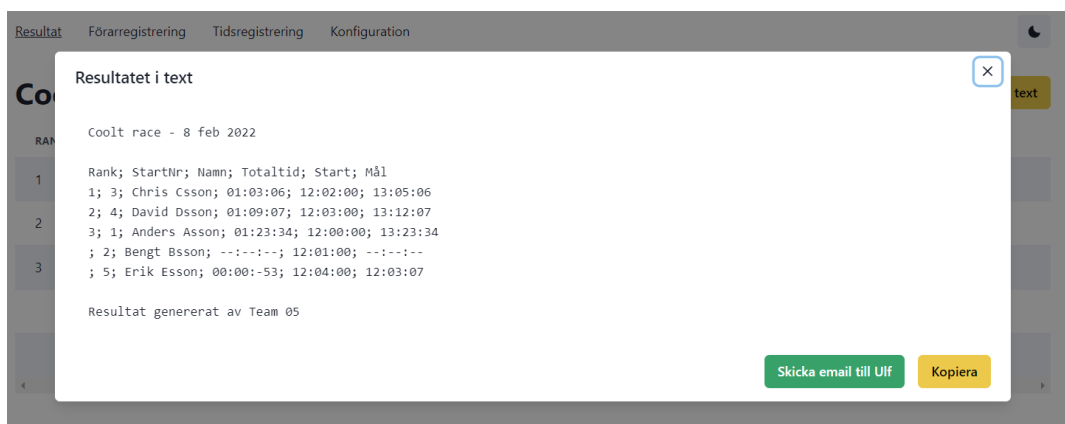 Resultat Förarregistrering Tidsregistrering Konfiguration
Resultatet i text
text
Coolt race - 8 feb 2022
Rank; StartNr; Namn; Totaltid; Start; Mål
1; 3; Chris Csson; 01:03:06; 12:02:00; 13:05:06
2; 4; David Dsson; 01:09:07; 12:03:00; 13:12:07
3; 1; Anders Asson; 01:23:34; 12:00:00; 13:23:34
; 2; Bengt Bsson; --:--:--; 12:01:00; --:--:--
; 5; Erik Esson; 00:00:-53; 12:04:00; 12:03:07
Resultat genererat av Team 05
1
2
3
Skicka email till Ulf Kopiera